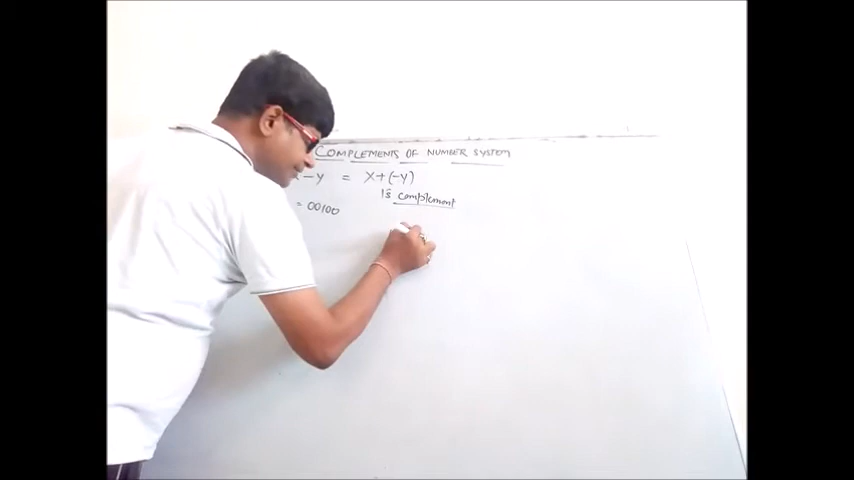 COMPLEMENTS OF NUMBER SYSTEM
x - y = x+(-y)
1's complement
= 00100